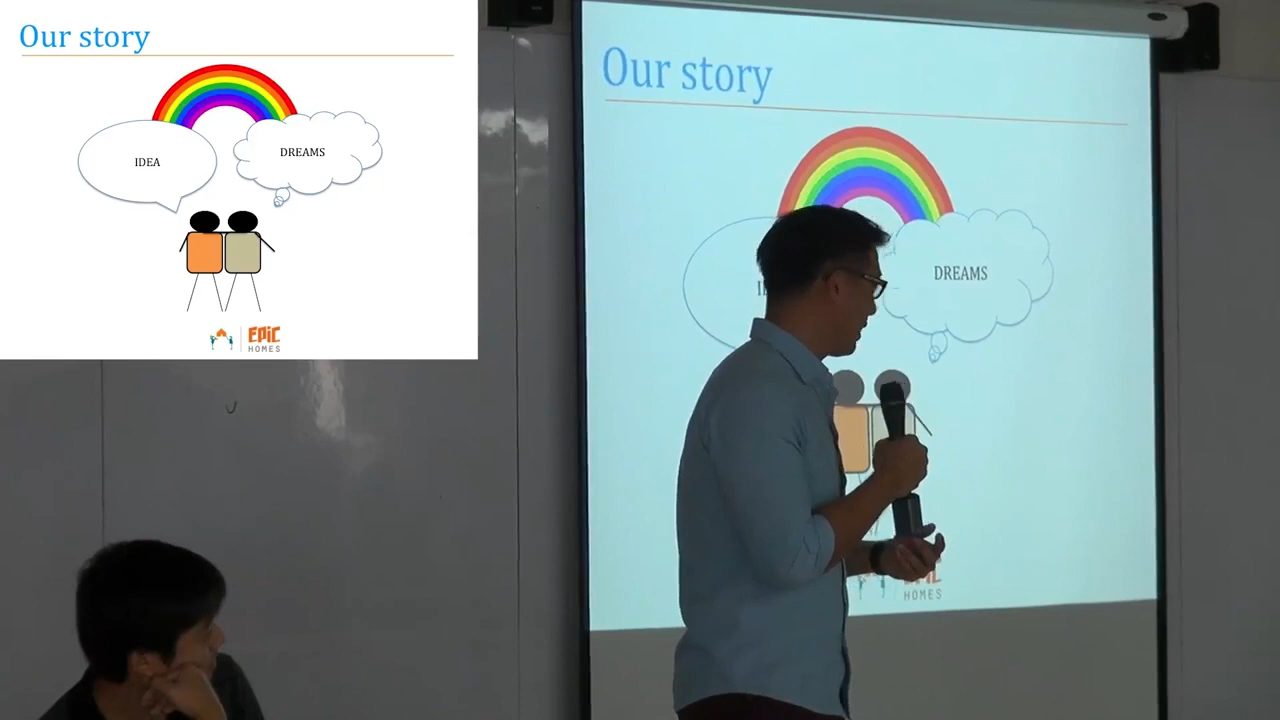 Our story
IDEA
DREAMS
EPIC
HOMES
Our story
DREAMS
HOMES